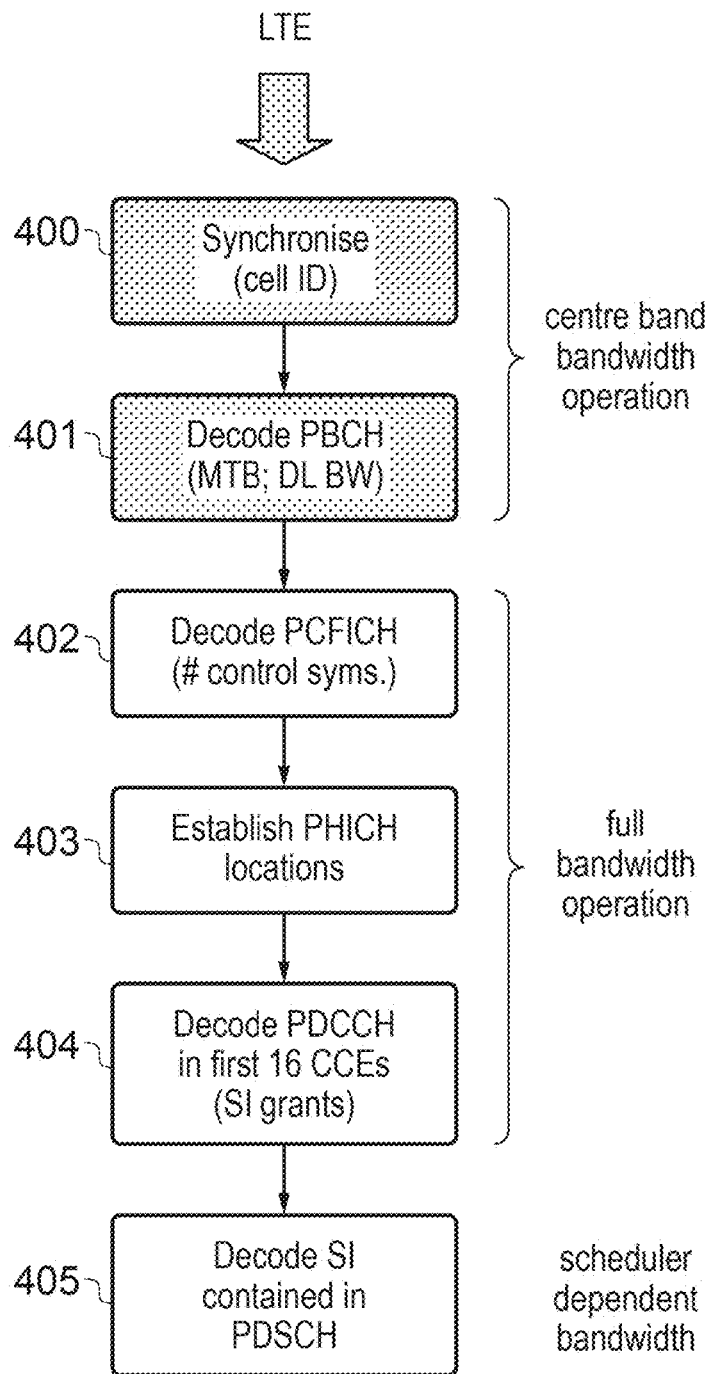 LTE
400
Synchronise
(cell ID)
centre band
bandwidth
operation
401
Decode PBCH
(MTB; DL BW)
402
Decode PCFICH
(# control syms.)
403
Establish PHICH
locations
full
bandwidth
operation
404
Decode PDCCH
in first 16 CCEs
(SI grants)
405
Decode SI
contained in
PDSCH
scheduler
dependent
bandwidth